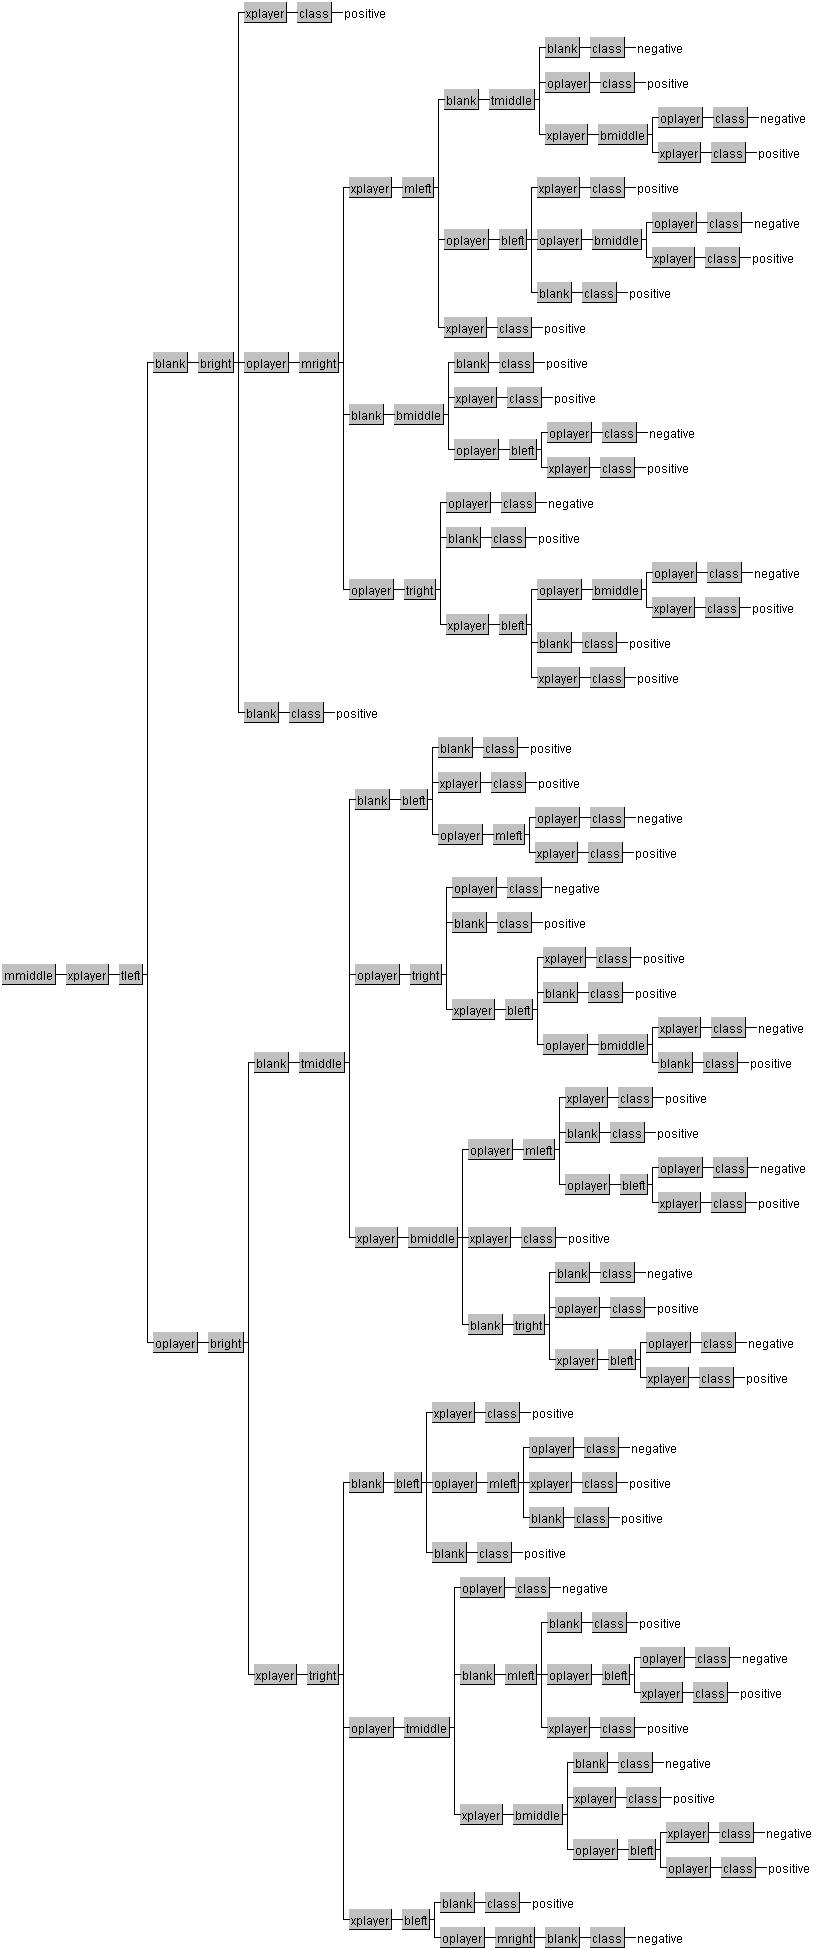 xplayer class positive
blank class negative
oplayer class positive
blank tmiddle
oplayer class negative
xplayer bmiddle
xplayer class positive
xplayer mleft
xplayer class positive
oplayer class negative
oplayer bleft oplayer bmiddle
xplayer class positive
blank class positive
xplayer class positive
blank bright oplayer mright blank class positive
xplayer class positive
blank bmiddle
oplayer class negative
oplayer bleft
xplayer class positive
oplayer class negative
blank class positive
oplayer class negative
oplayer tright oplayer bmiddle
xplayer class positive
xplayer bleft
blank class positive
xplayer class positive
blank class positive
blank class positive
xplayer class positive
blank bleft
oplayer class negative
oplayer mleft
xplayer class positive
oplayer class negative
blank class positive
xplayer class positive
mmiddle xplayer tleft oplayer tright
blank class positive
xplayer bleft
xplayer class negative
oplayer bmiddle
blank tmiddle blank class positive
xplayer class positive
blank class positive
oplayer mleft
oplayer class negative
oplayer bleft
xplayer class positive
xplayer bmiddle xplayer class positive
blank class negative
oplayer class positive
blank tright
oplayer bright oplayer class negative
xplayer bleft
xplayer class positive
xplayer class positive
oplayer class negative
blank bleft oplayer mleft xplayer class positive
blank class positive
blank class positive
oplayer class negative
blank class positive
oplayer class negative
xplayer tright blank mleft oplayer bleft
xplayer class positive
oplayer tmiddle xplayer class positive
blank class negative
xplayer class positive
xplayer bmiddle
xplayer class negative
oplayer bleft
oplayer class positive
blank class positive
xplayer bleft
oplayer mright blank class negative